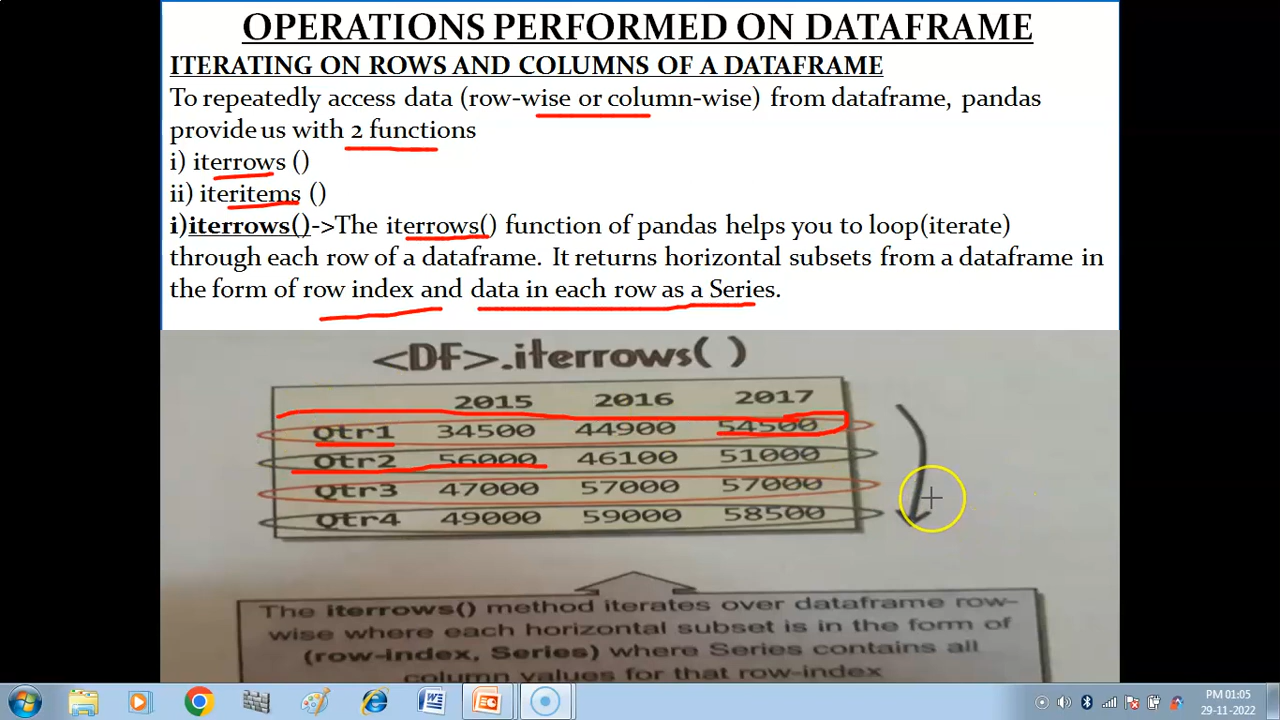 OPERATIONS PERFORMED ON DATAFRAME
ITERATING ON ROWS AND COLUMNS OF A DATAFRAME
To repeatedly access data (row-wise or column-wise) from dataframe, pandas
provide us with 2 functions
i) iterrows ()
ii) iteritems ()
i)iterrows()->The iterrows() function of pandas helps you to loop(iterate)
through each row of a dataframe. It returns horizontal subsets from a dataframe in
the form of row index and data in each row as a Series.
<DF>.iterrows( )
2015 2016 2017
Qtr1 34500 44900 54500
Qtr2 56000 46100 51000
Qtr3 47000 57000 57000
Qtr4 49000 59000 58500
The iterrows() method iterates over dataframe row-
wise where each horizontal subset is in the form of
(row-index, Series) where Series contains all
column values for that row-index
PM 01:05
29-11-2022